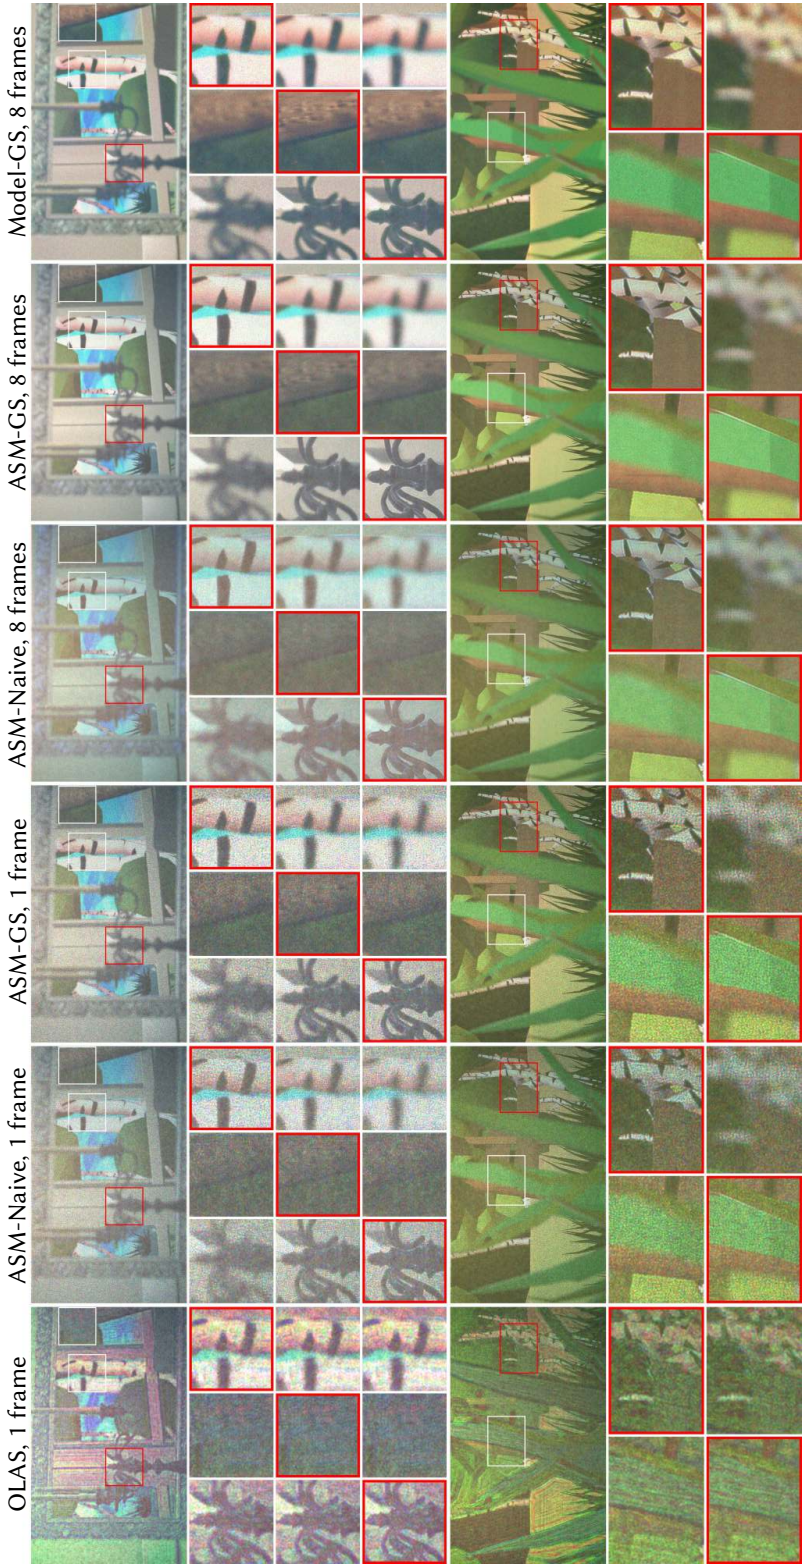 Model-GS, 8 frames
ASM-GS, 8 frames
ASM-Naive, 8 frames
ASM-GS, 1 frame
ASM-Naive, 1 frame
OLAS, 1 frame